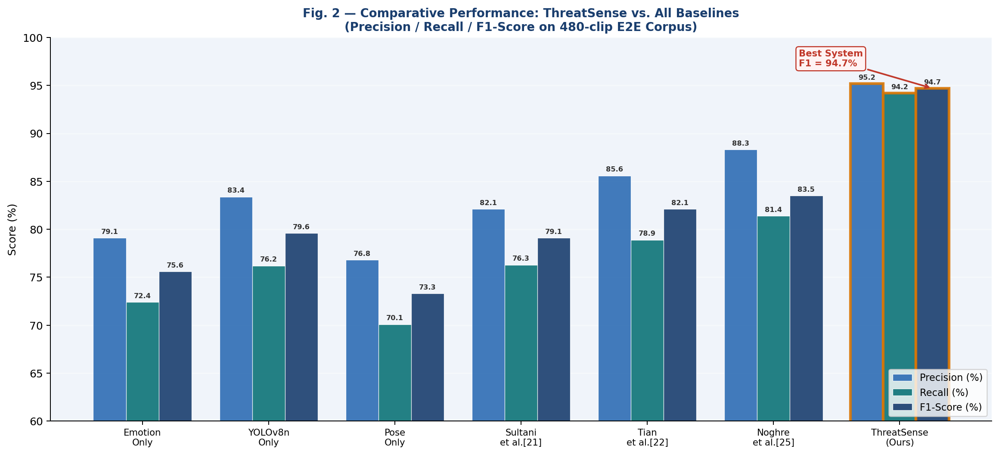 Fig. 2 — Comparative Performance: ThreatSense vs. All Baselines
(Precision / Recall / F1-Score on 480-clip E2E Corpus)
Score (%)
100
95
90
85
80
75
70
65
60
Best System
F1 = 94.7%
79.1
72.4
75.6
83.4
76.2
79.6
76.8
70.1
73.3
82.1
76.3
79.1
85.6
78.9
82.1
88.3
81.4
83.5
95.2
94.2
94.7
Precision (%)
Recall (%)
F1-Score (%)
Emotion
Only
YOLOv8n
Only
Pose
Only
Sultani
et al.[21]
Tian
et al.[22]
Noghre
et al.[25]
ThreatSense
(Ours)